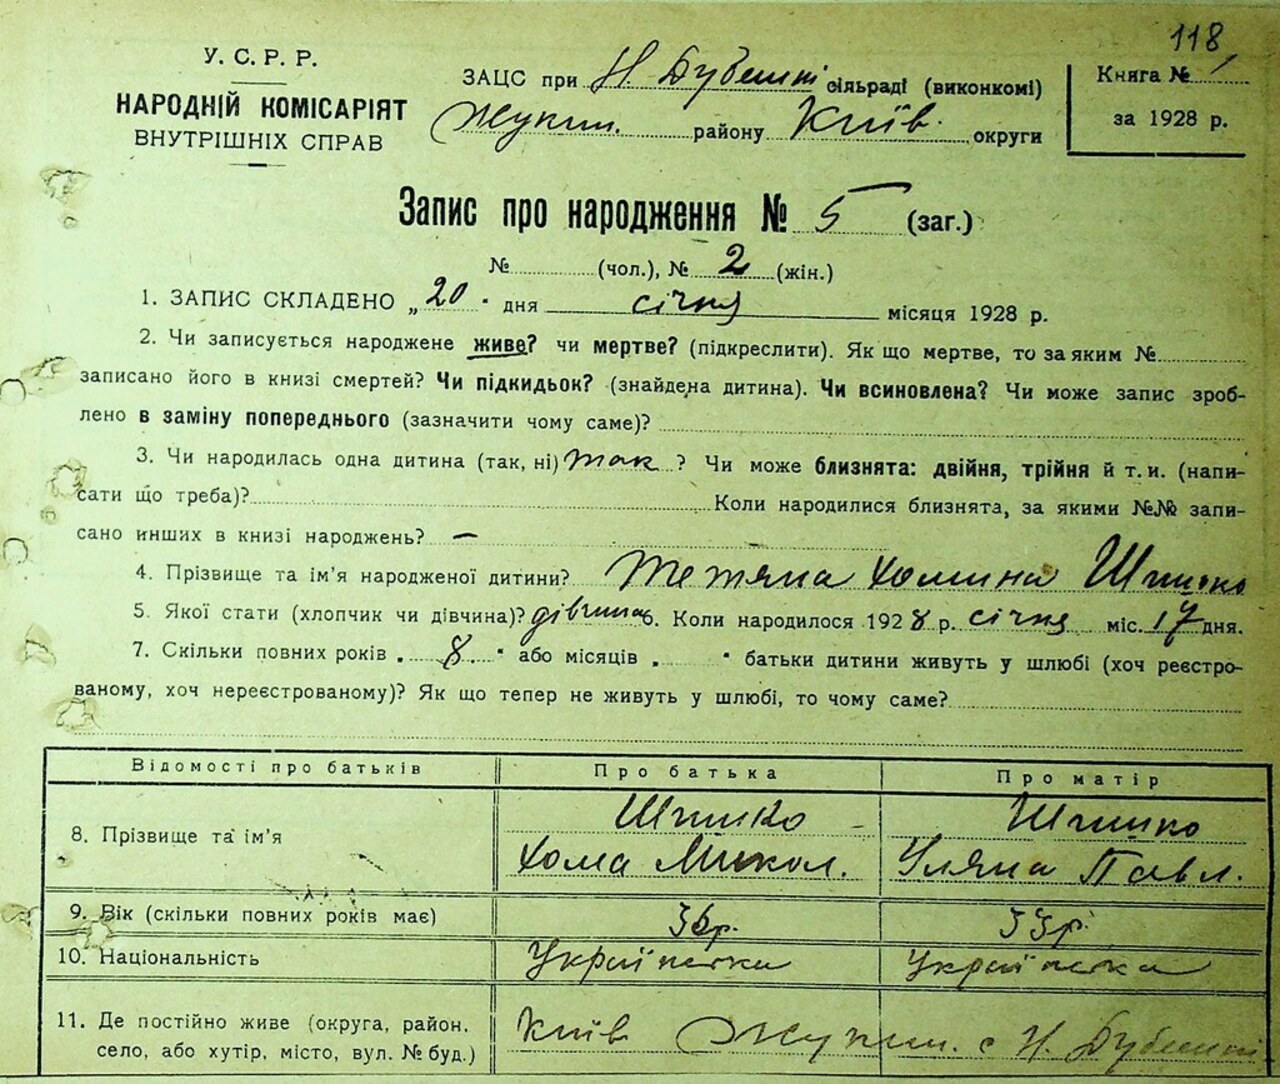 118
У. С. Р. Р.
НАРОДНІЙ КОМІСАРІЯТ
ВНУТРІШНІХ СПРАВ
ЗАЦС при Н. Дубешні сільраді (виконкомі)
Жукин. районy Київ. округи
Книга № 1
за 1928 р.
Запис про народження № 5 (заг.)
№ (чол.), № 2 (жін.)
1. ЗАПИС СКЛАДЕНО „20" дня січня місяця 1928 р.
2. Чи записується народжене живе? чи мертве? (підкреслити). Як що мертве, то за яким №
записано його в книзі смертей? Чи підкидьок? (знайдена дитина). Чи всиновлена? Чи може запис зроб-
лено в заміну попереднього (зазначити чому саме)?
3. Чи народилась одна дитина (так, ні) так ? Чи може близнята: двійня, трійня й т. и. (напи-
сати що треба)? Коли народилися близнята, за якими №№ запи-
сано инших в книзі народжень? —
4. Прізвище та ім'я народженої дитини? Тетяна Хомина Шпишко
5. Якої стати (хлопчик чи дівчина)? дівчина 6. Коли народилося 1928 р. січня міс. 17 дня.
7. Скільки повних років „ 8 " або місяців „ " батьки дитини живуть у шлюбі (хоч реєстро-
ваному, хоч нереєстрованому)? Як що тепер не живуть у шлюбі, то чому саме?
Відомості про батьків Про батька Про матір
8. Прізвище та ім'я Шпишко Шпишко
Хома Микол. Уляна Павл.
9. Вік (скільки повних років має) 36р. 33р.
10. Національність Українська Українська
11. Де постійно живе (округа, район, Київ Жукин. с Н. Дубешні
село, або хутір, місто, вул. № буд.)